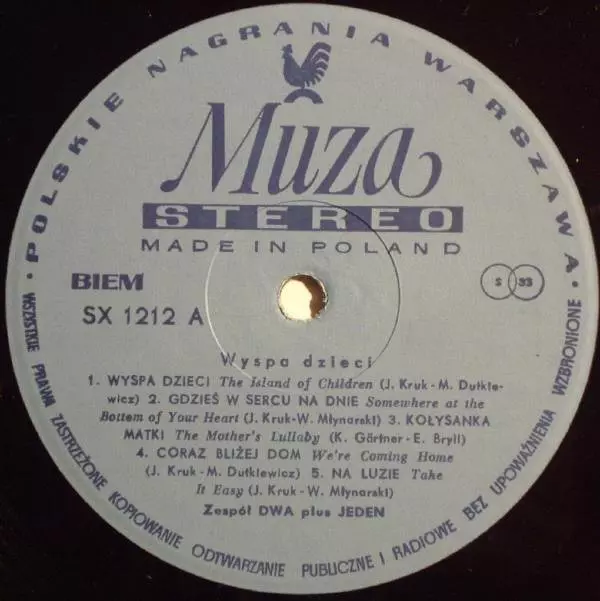 POLSKIE NAGRANIA WARSZAWA
Muza
STEREO
MADE IN POLAND
BIEM
S 33
SX 1212 A
Wyspa dzieci
1. WYSPA DZIECI The Island of Children (J. Kruk - M. Dutkie-
wicz) 2. GDZIEŚ W SERCU NA DNIE Somewhere at the
Bottom of Your Heart (J. Kruk-W. Młynarski) 3. KOŁYSANKA
MATKI The Mother's Lullaby (K. Gärtner - E. Bryll)
4. CORAZ BLIŻEJ DOM We're Coming Home
(J. Kruk - M. Dutkiewicz) 5. NA LUZIE Take
It Easy (J. Kruk - W. Młynarski)
Zespół DWA plus JEDEN
WSZYSTKIE PRAWA ZASTRZEŻONE KOPIOWANIE ODTWARZANIE PUBLICZNE I RADIOWE BEZ UPOWAŻNIENIA WZBRONIONE